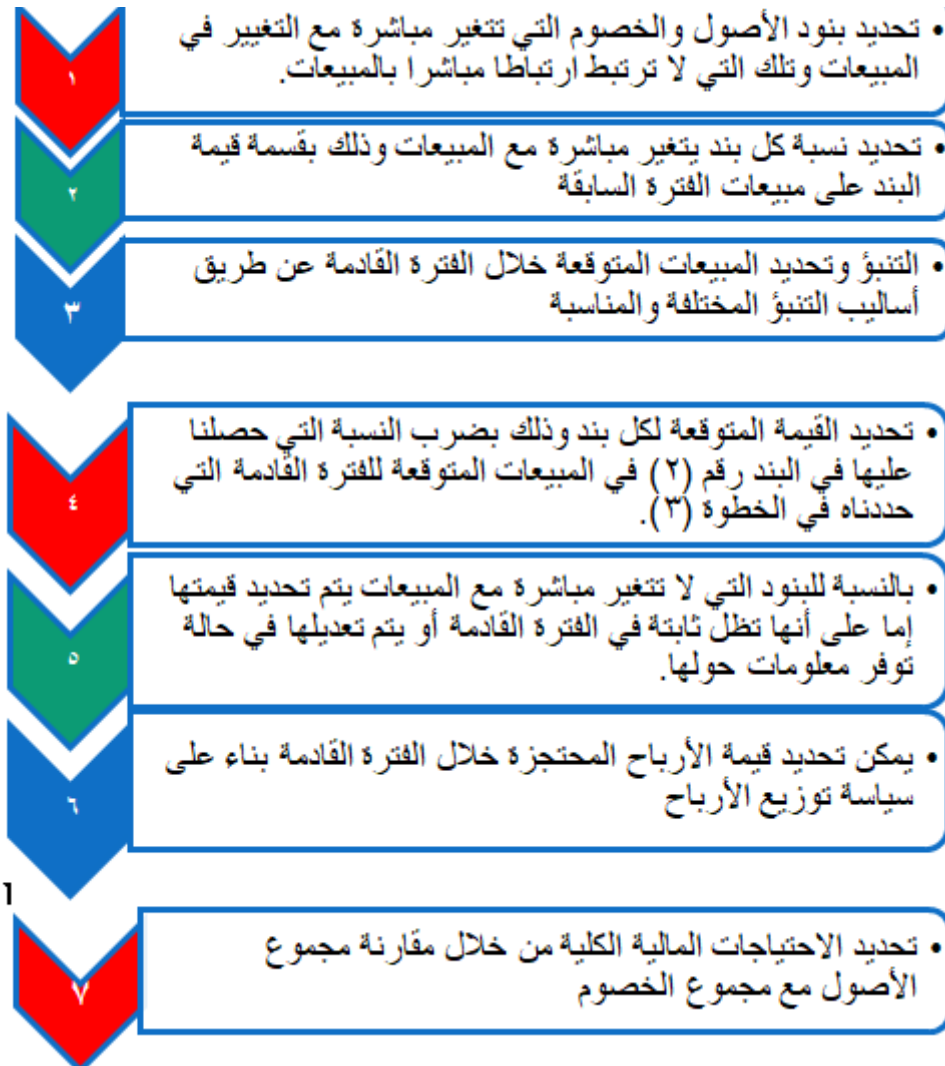 ١
• تحديد بنود الأصول والخصوم التي تتغير مباشرة مع التغيير في
المبيعات وتلك التي لا ترتبط ارتباطا مباشرا بالمبيعات.
٢
• تحديد نسبة كل بند يتغير مباشرة مع المبيعات وذلك بقسمة قيمة
البند على مبيعات الفترة السابقة
٣
• التنبؤ وتحديد المبيعات المتوقعة خلال الفترة القادمة عن طريق
أساليب التنبؤ المختلفة والمناسبة
٤
• تحديد القيمة المتوقعة لكل بند وذلك بضرب النسبة التي حصلنا
عليها في البند رقم (٢) في المبيعات المتوقعة للفترة القادمة التي
حددناه في الخطوة (٣).
٥
• بالنسبة للبنود التي لا تتغير مباشرة مع المبيعات يتم تحديد قيمتها
إما على أنها تظل ثابتة في الفترة القادمة أو يتم تعديلها في حالة
توفر معلومات حولها.
٦
• يمكن تحديد قيمة الأرباح المحتجزة خلال الفترة القادمة بناء على
سياسة توزيع الأرباح
1
٧
• تحديد الاحتياجات المالية الكلية من خلال مقارنة مجموع
الأصول مع مجموع الخصوم